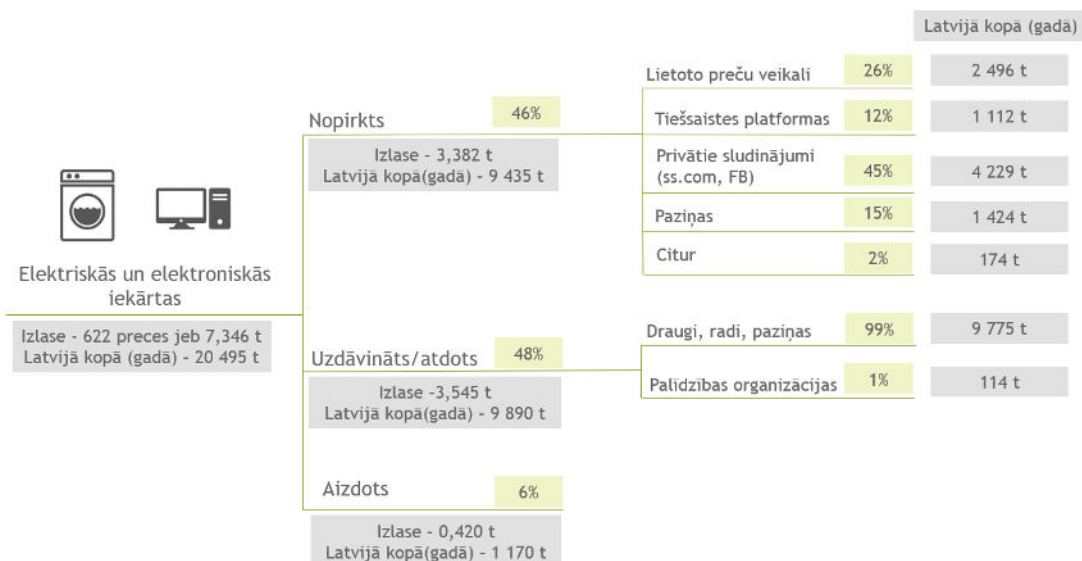 Latvijā kopā (gadā)
Lietoto preču veikali 26% 2 496 t
Nopirkts 46%
Tiešsaistes platformas 12% 1 112 t
Izlase - 3,382 t
Latvijā kopā(gadā) - 9 435 t
Privātie sludinājumi
(ss.com, FB) 45% 4 229 t
Paziņas 15% 1 424 t
Citur 2% 174 t
Elektriskās un elektroniskās
iekārtas
Izlase - 622 preces jeb 7,346 t
Latvijā kopā (gadā) - 20 495 t
Draugi, radi, paziņas 99% 9 775 t
Uzdāvināts/atdots 48%
Palīdzības organizācijas 1% 114 t
Izlase -3,545 t
Latvijā kopā(gadā) - 9 890 t
Aizdots 6%
Izlase - 0,420 t
Latvijā kopā(gadā) - 1 170 t